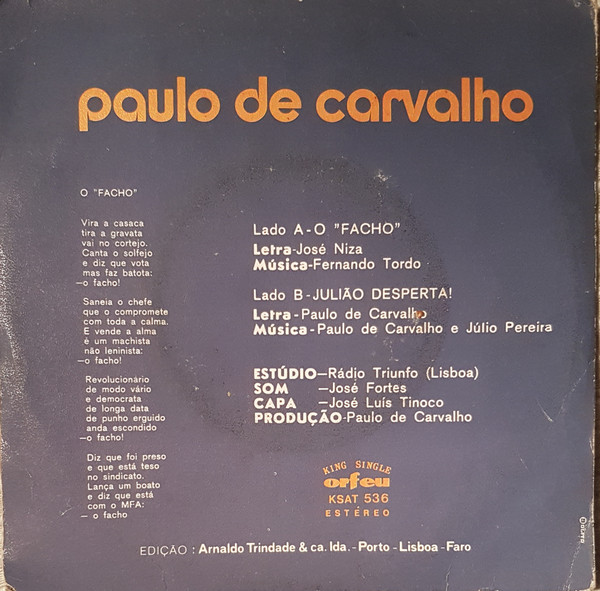 paulo de carvalho
O "FACHO"
Vira a casaca
tira a gravata
vai no cortejo.
Canta o solfejo
e diz que vota
mas faz batota:
—o facho!
Saneia o chefe
que o compromete
com toda a calma.
E vende a alma
é um machista
não leninista:
—o facho!
Revolucionário
de modo vário
e democrata
de longa data
de punho erguido
anda escondido
—o facho!
Diz que foi preso
e que está teso
no sindicato.
Lança um boato
e diz que está
com o MFA:
— o facho
Lado A-O "FACHO"
Letra-José Niza
Música-Fernando Tordo
Lado B-JULIÃO DESPERTA!
Letra-Paulo de Carvalho
Música-Paulo de Carvalho e Júlio Pereira
ESTÚDIO—Rádio Triunfo (Lisboa)
SOM —José Fortes
CAPA —José Luís Tinoco
PRODUÇÃO-Paulo de Carvalho
KING SINGLE
orfeu
KSAT 536
ESTÉREO
EDIÇÃO : Arnaldo Trindade & ca. lda.-Porto-Lisboa-Faro